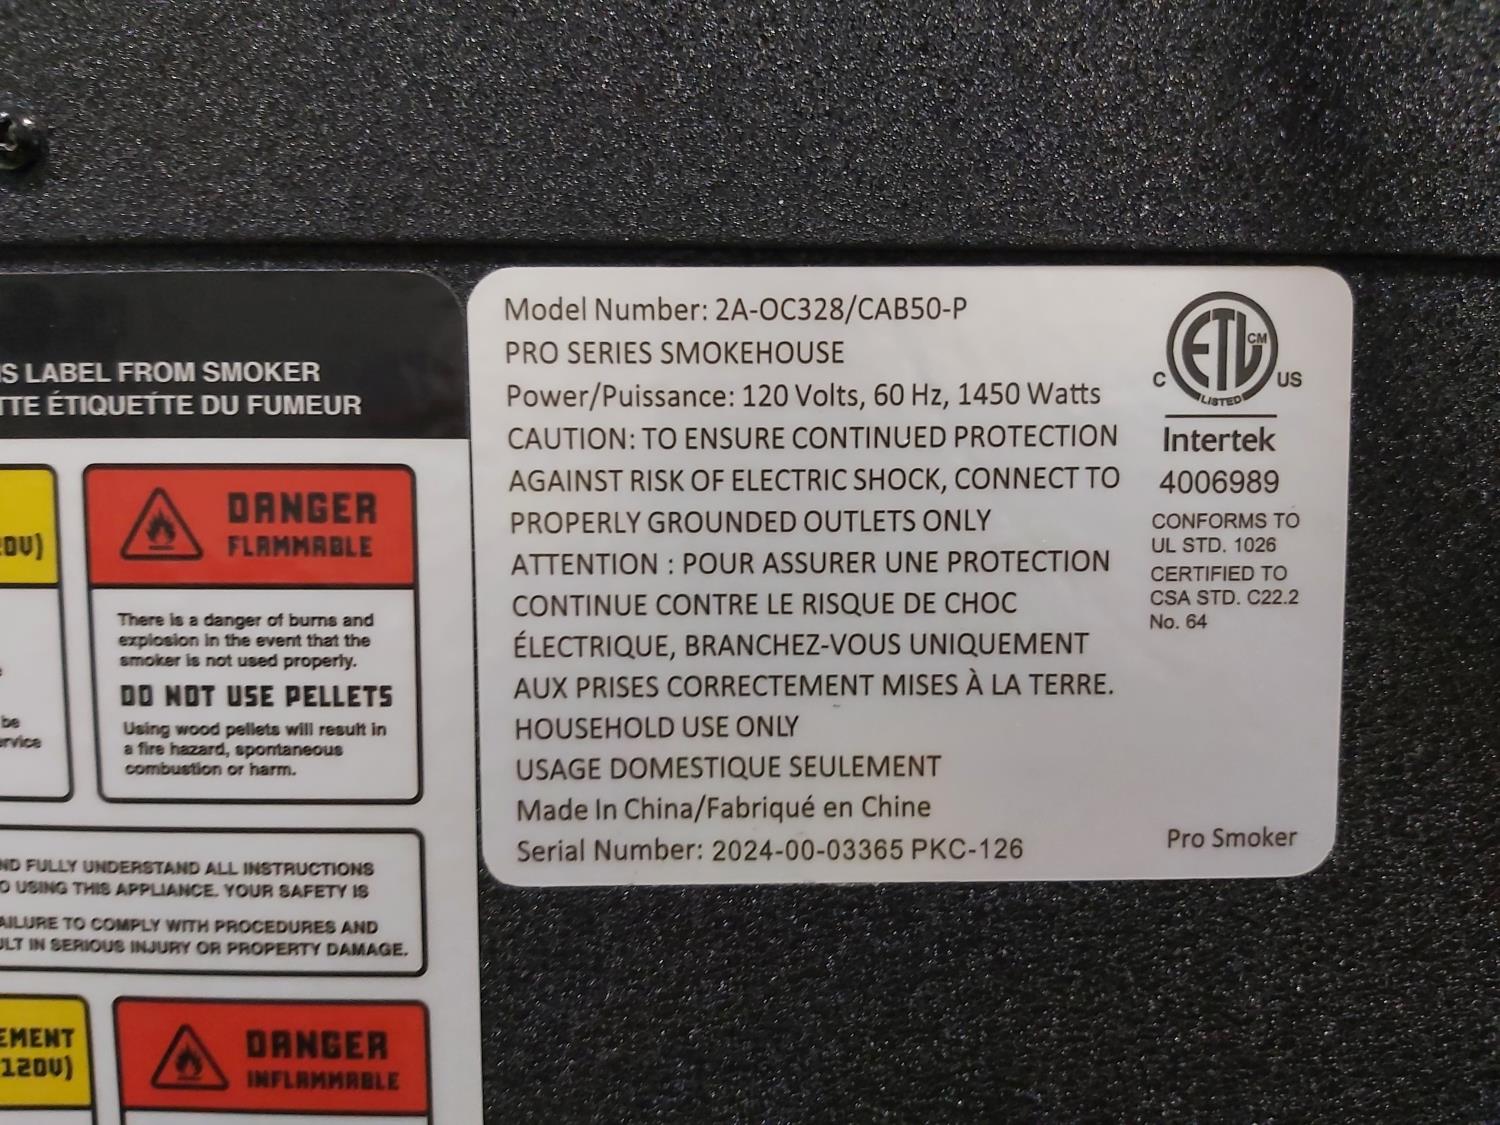 S LABEL FROM SMOKER
TTE ÉTIQUETTE DU FUMEUR
20V)
DANGER
FLAMMABLE
There is a danger of burns and
explosion in the event that the
smoker is not used properly.
DO NOT USE PELLETS
Using wood pellets will result in
a fire hazard, spontaneous
combustion or harm.
be
ervice
ND FULLY UNDERSTAND ALL INSTRUCTIONS
O USING THIS APPLIANCE. YOUR SAFETY IS
AILURE TO COMPLY WITH PROCEDURES AND
ULT IN SERIOUS INJURY OR PROPERTY DAMAGE.
EMENT
120V)
DANGER
INFLAMMABLE
Model Number: 2A-OC328/CAB50-P
PRO SERIES SMOKEHOUSE
Power/Puissance: 120 Volts, 60 Hz, 1450 Watts
CAUTION: TO ENSURE CONTINUED PROTECTION
AGAINST RISK OF ELECTRIC SHOCK, CONNECT TO
PROPERLY GROUNDED OUTLETS ONLY
ATTENTION : POUR ASSURER UNE PROTECTION
CONTINUE CONTRE LE RISQUE DE CHOC
ÉLECTRIQUE, BRANCHEZ-VOUS UNIQUEMENT
AUX PRISES CORRECTEMENT MISES À LA TERRE.
HOUSEHOLD USE ONLY
USAGE DOMESTIQUE SEULEMENT
Made In China/Fabriqué en Chine
Serial Number: 2024-00-03365 PKC-126
ETL CM
C US
LISTED
Intertek
4006989
CONFORMS TO
UL STD. 1026
CERTIFIED TO
CSA STD. C22.2
No. 64
Pro Smoker